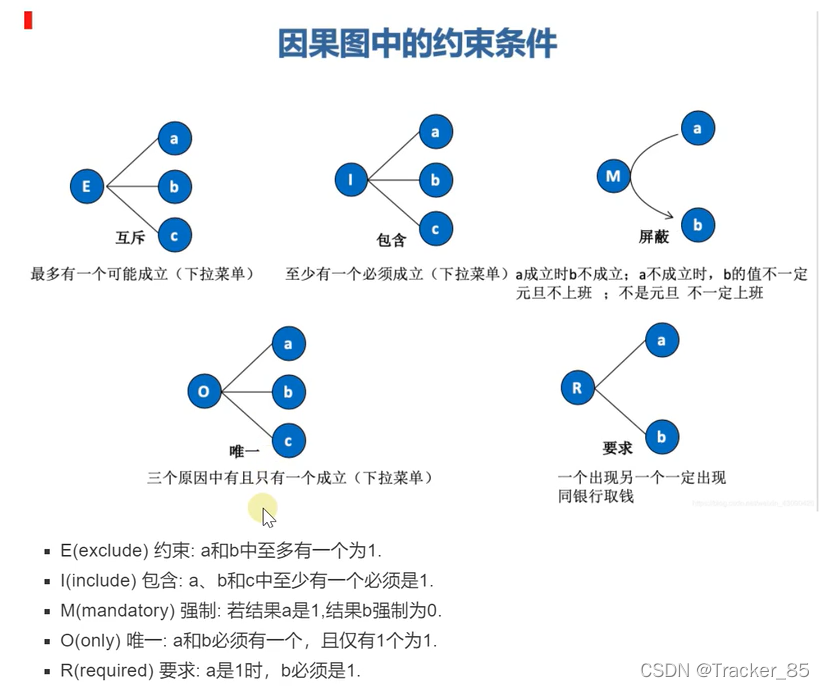 因果图中的约束条件
E
a
b
c
互斥
最多有一个可能成立（下拉菜单）
I
a
b
c
包含
至少有一个必须成立（下拉菜单）
M
a
b
屏蔽
a成立时b不成立；a不成立时，b的值不一定
元旦不上班 ；不是元旦 不一定上班
O
a
b
c
唯一
三个原因中有且只有一个成立（下拉菜单）
R
a
b
要求
一个出现另一个一定出现
同银行取钱
E(exclude) 约束: a和b中至多有一个为1.
I(include) 包含: a、b和c中至少有一个必须是1.
M(mandatory) 强制: 若结果a是1,结果b强制为0.
O(only) 唯一: a和b必须有一个，且仅有1个为1.
R(required) 要求: a是1时，b必须是1.
CSDN @Tracker_85